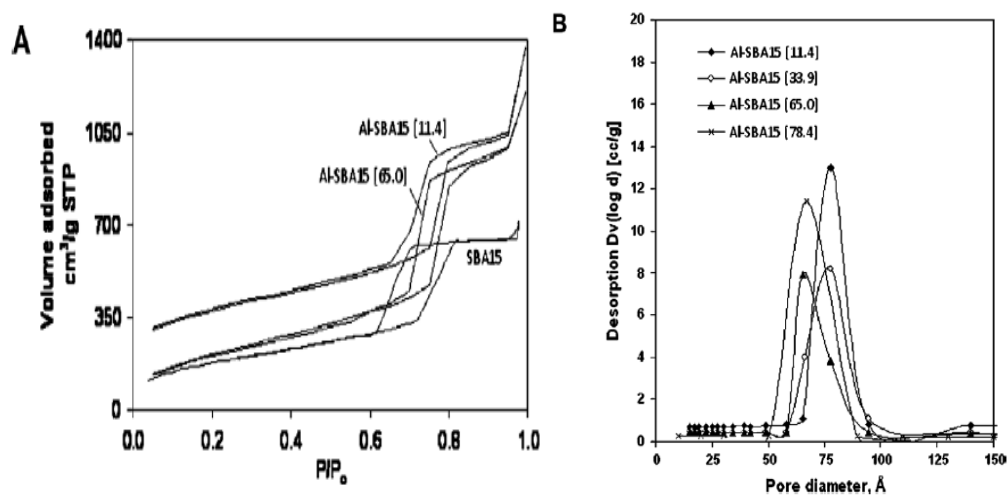 A
Volume adsorbed
cm³/g STP
1400
1050
700
350
0
0.0 0.2 0.4 0.6 0.8 1.0
P/Po
Al-SBA15 [11.4]
Al-SBA15 [65.0]
SBA15
B
Desorption Dv(log d) [cc/g]
20
18
16
14
12
10
8
6
4
2
0
0 25 50 75 100 125 150
Pore diameter, Å
Al-SBA15 [11.4]
Al-SBA15 [33.9]
Al-SBA15 [65.0]
Al-SBA15 [78.4]